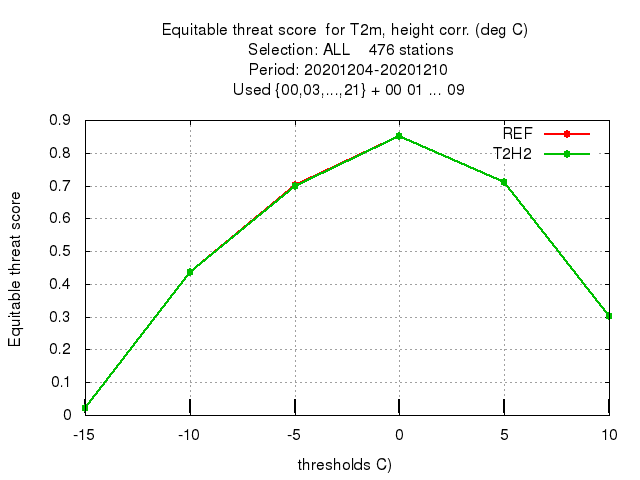 Equitable threat score  for T2m, height corr. (deg C)
Selection: ALL    476 stations
Period: 20201204-20201210
Used {00,03,...,21} + 00 01 ... 09
REF
T2H2
Equitable threat score
0.9
0.8
0.7
0.6
0.5
0.4
0.3
0.2
0.1
0
-15 -10 -5 0 5 10
thresholds C)